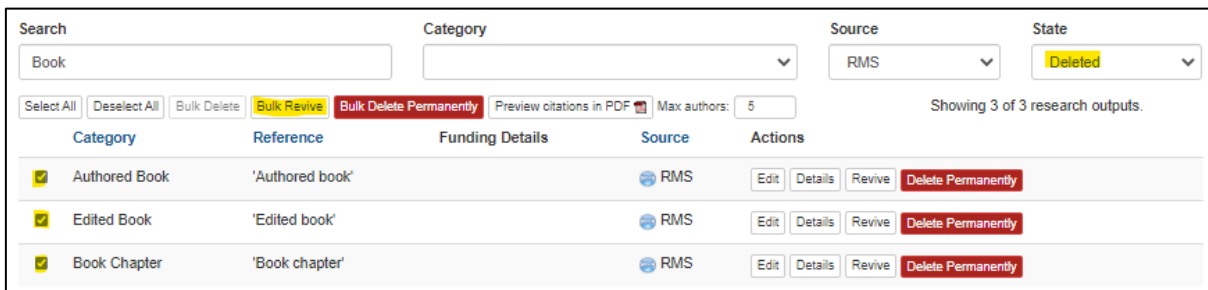 Search Category Source State
Book RMS Deleted
Select All Deselect All Bulk Delete Bulk Revive Bulk Delete Permanently Preview citations in PDF Max authors: 5 Showing 3 of 3 research outputs.
Category Reference Funding Details Source Actions
Authored Book 'Authored book' RMS Edit Details Revive Delete Permanently
Edited Book 'Edited book' RMS Edit Details Revive Delete Permanently
Book Chapter 'Book chapter' RMS Edit Details Revive Delete Permanently